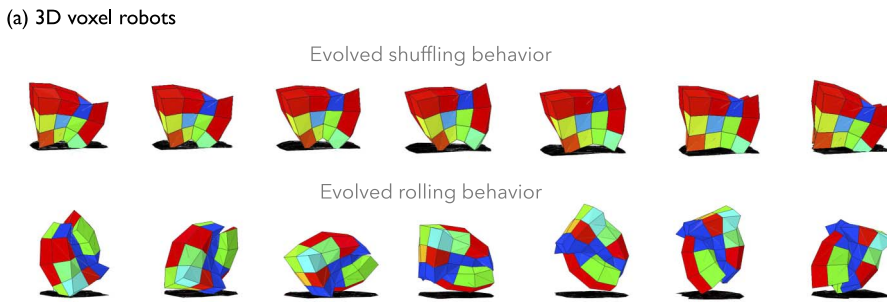 (a) 3D voxel robots
Evolved shuffling behavior
Evolved rolling behavior